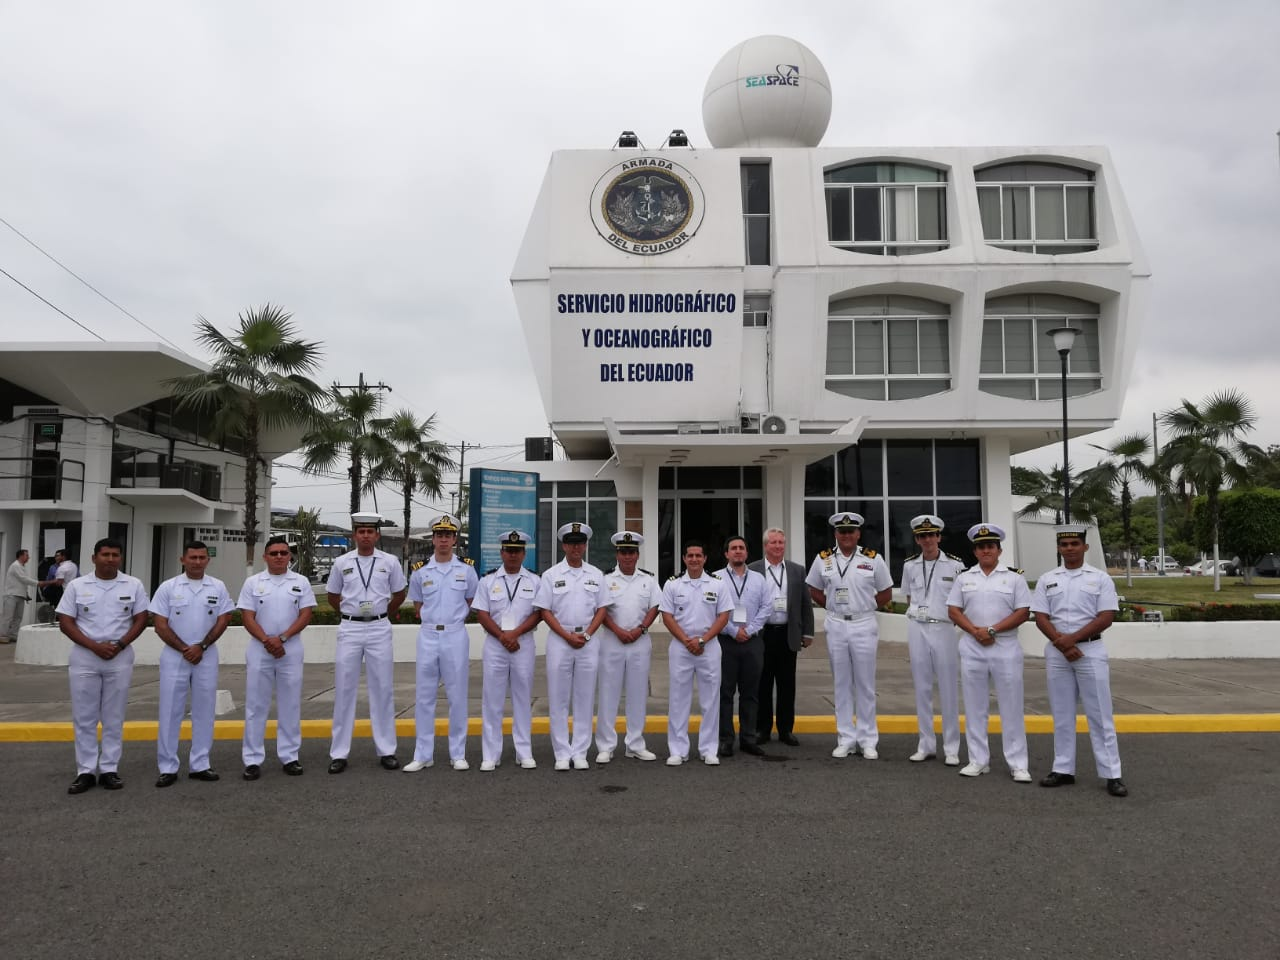 SEASPACE
ARMADA
DEL ECUADOR
SERVICIO HIDROGRÁFICO
Y OCEANOGRÁFICO
DEL ECUADOR